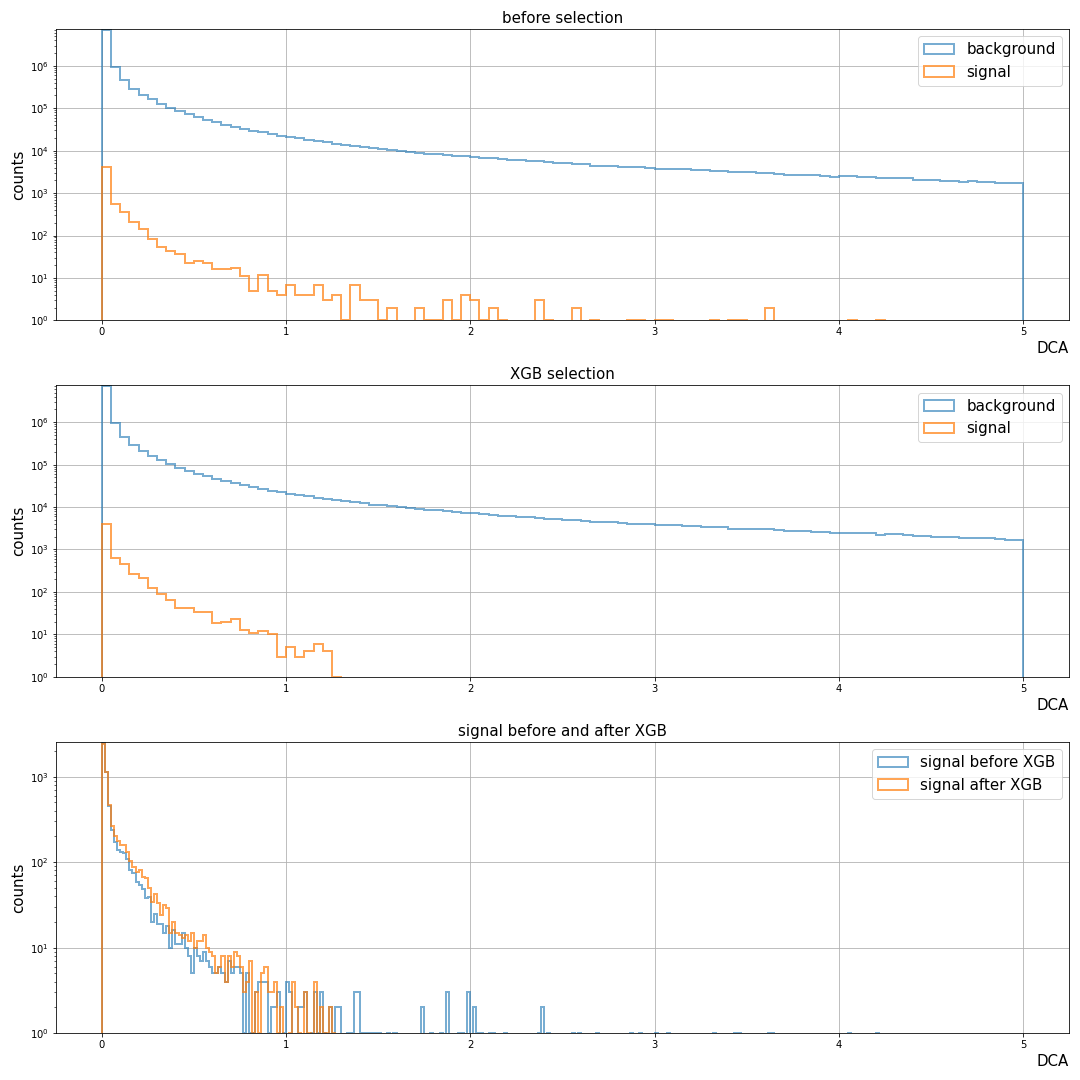 before selection
counts
10⁶
10⁵
10⁴
10³
10²
10¹
10⁰
background
signal
0 1 2 3 4 5
DCA
XGB selection
counts
10⁶
10⁵
10⁴
10³
10²
10¹
10⁰
background
signal
0 1 2 3 4 5
DCA
signal before and after XGB
counts
10³
10²
10¹
10⁰
signal before XGB
signal after XGB
0 1 2 3 4 5
DCA